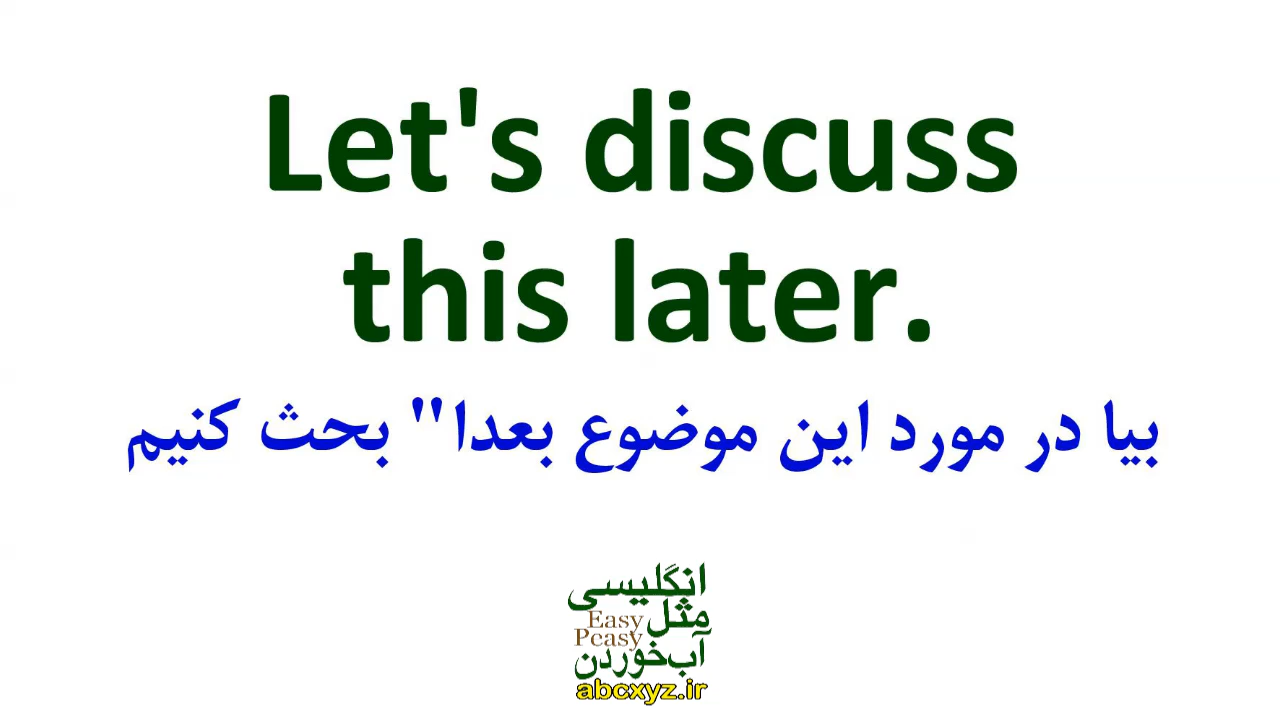 Let's discuss
this later.
بیا در مورد این موضوع بعدا" بحث کنیم
انگلیسی
مثل
Easy
Peasy
آب‌خوردن
abcxyz.ir